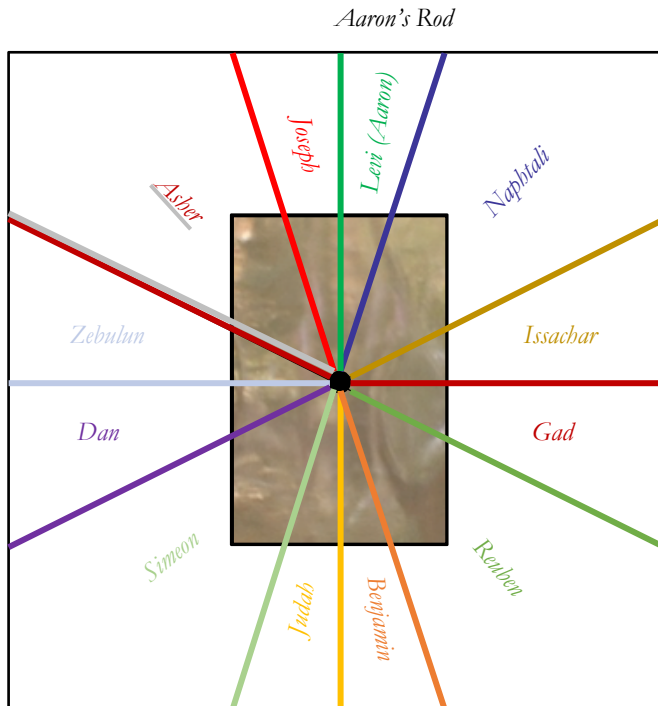 Aaron's Rod
Joseph
Levi (Aaron)
Naphtali
Asher
Zebulun
Issachar
Dan
Gad
Simeon
Judah
Benjamin
Reuben